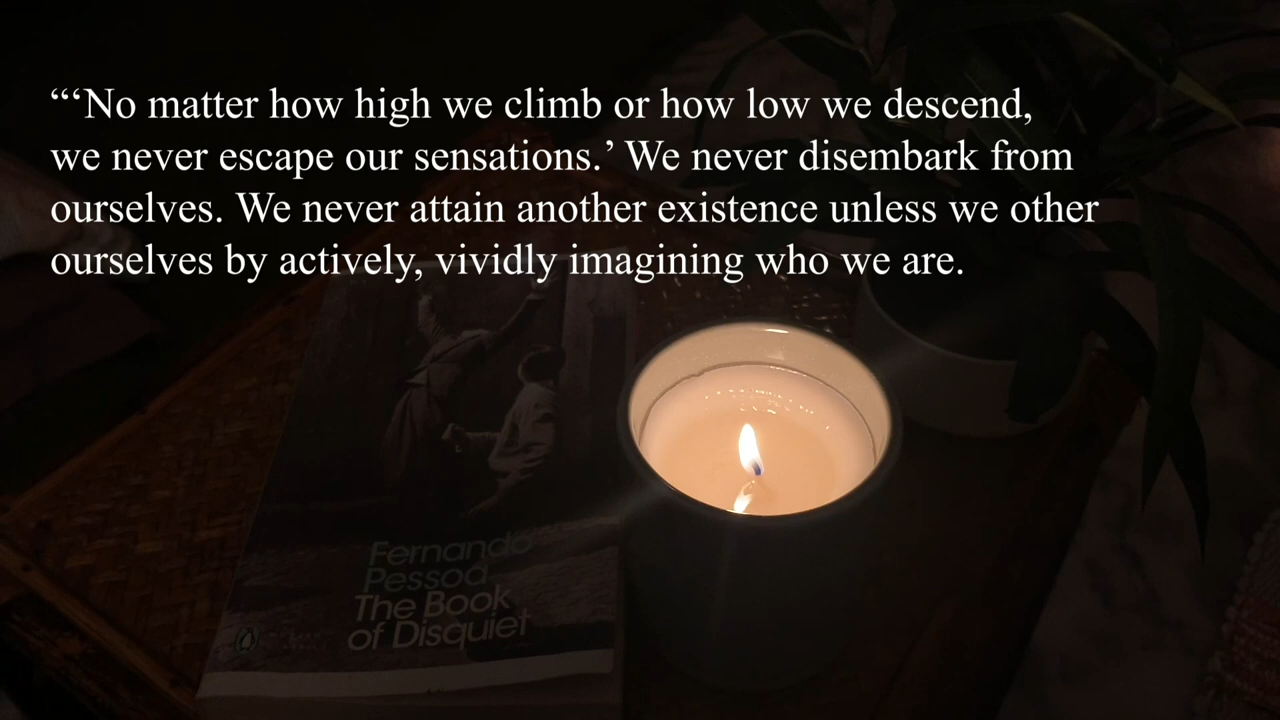 “‘No matter how high we climb or how low we descend,
we never escape our sensations.’ We never disembark from
ourselves. We never attain another existence unless we other
ourselves by actively, vividly imagining who we are.
Fernando
Pessoa
The Book
of Disquiet